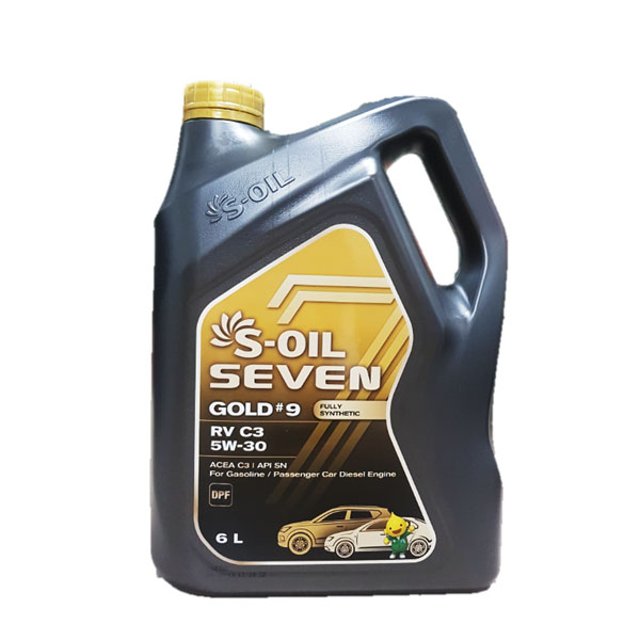 S-OIL
S-OIL
SEVEN
GOLD #9 FULLY SYNTHETIC
RV C3
5W-30
ACEA C3 | API SN
For Gasoline / Passenger Car Diesel Engine
DPF
6 L